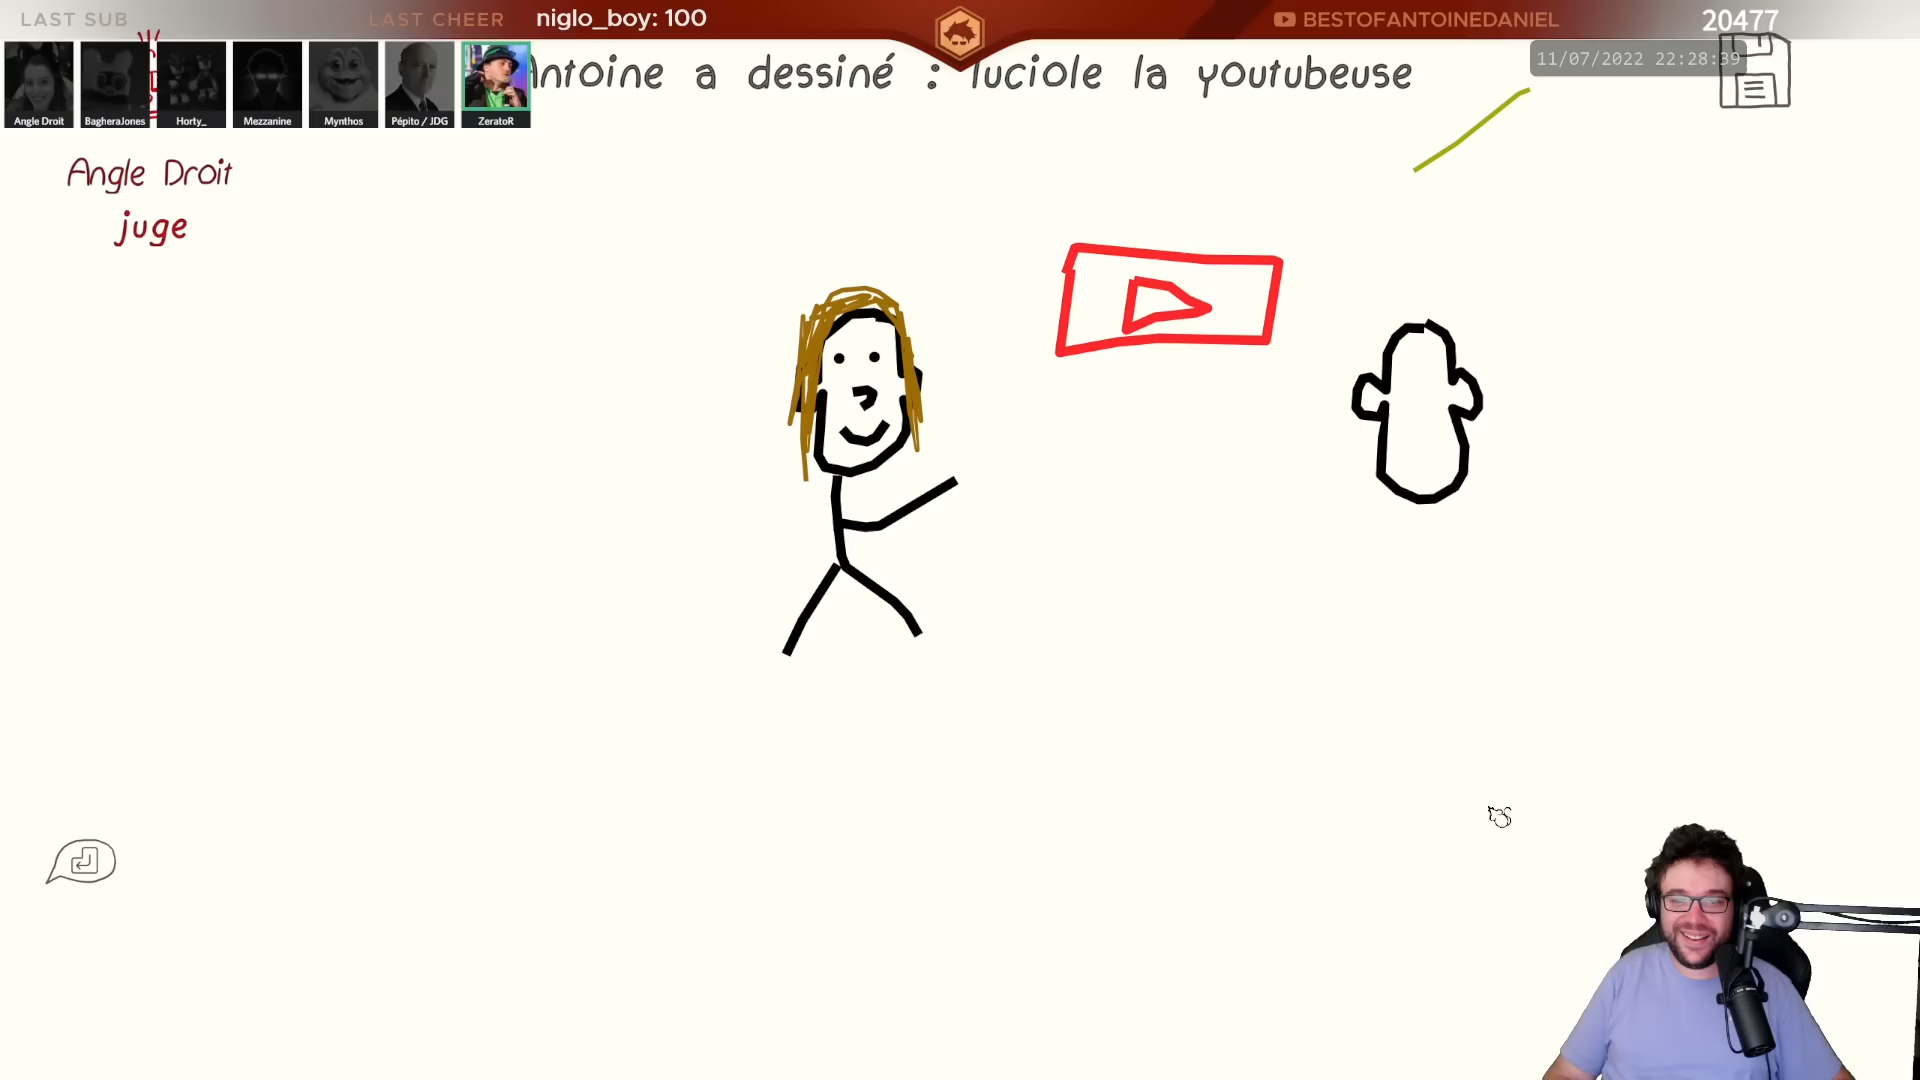 LAST SUB
LAST CHEER
niglo_boy: 100
BESTOFANTOINEDANIEL
20477
11/07/2022 22:28:39
Antoine a dessiné : luciole la youtubeuse
Angle Droit
BagheraJones
Horty_
Mezzanine
Mynthos
Pépito / JDG
ZeratoR
Angle Droit
juge